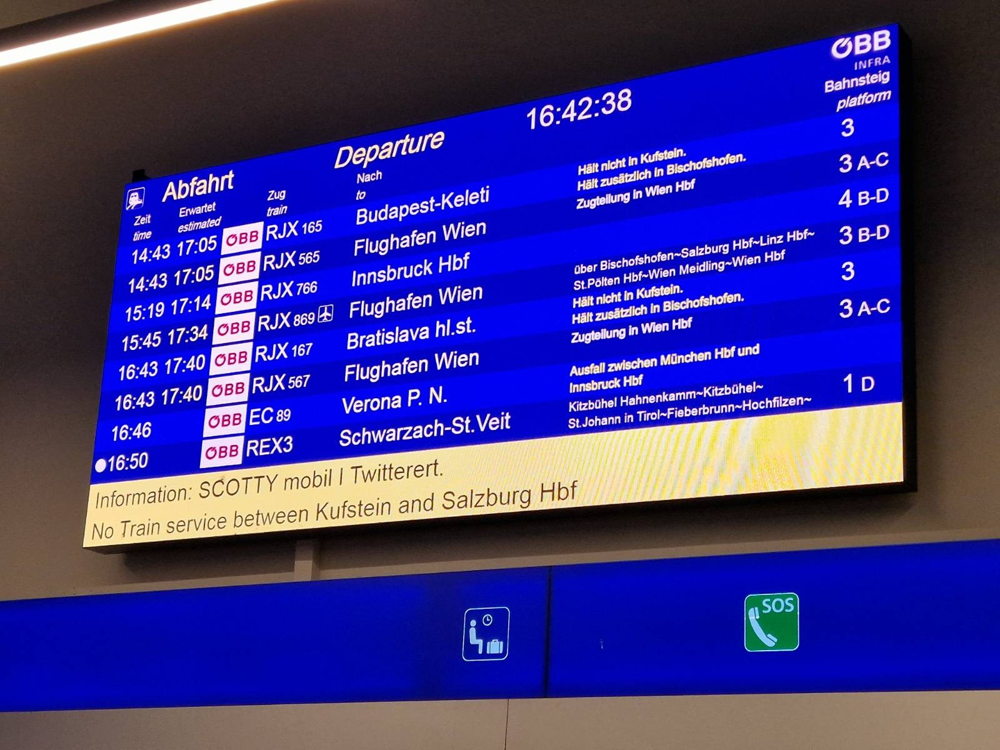 ÖBB
INFRA
Abfahrt Departure 16:42:38 Bahnsteig
platform
Zeit Erwartet Zug Nach
time estimated train to
14:43 17:05 ÖBB RJX 165 Budapest-Keleti Hält nicht in Kufstein. 3
Hält zusätzlich in Bischofshofen.
14:43 17:05 ÖBB RJX 565 Flughafen Wien Zugteilung in Wien Hbf 3 A-C
15:19 17:14 ÖBB RJX 766 Innsbruck Hbf 4 B-D
15:45 17:34 ÖBB RJX 869 Flughafen Wien über Bischofshofen~Salzburg Hbf~Linz Hbf~ 3 B-D
St.Pölten Hbf~Wien Meidling~Wien Hbf
16:43 17:40 ÖBB RJX 167 Bratislava hl.st. Hält nicht in Kufstein. 3
Hält zusätzlich in Bischofshofen.
16:43 17:40 ÖBB RJX 567 Flughafen Wien Zugteilung in Wien Hbf 3 A-C
16:46 ÖBB EC 89 Verona P. N. Ausfall zwischen München Hbf und
Innsbruck Hbf
16:50 ÖBB REX3 Schwarzach-St.Veit Kitzbühel Hahnenkamm~Kitzbühel~ 1 D
St.Johann in Tirol~Fieberbrunn~Hochfilzen~
Information: SCOTTY mobil I Twitterert.
No Train service between Kufstein and Salzburg Hbf
SOS